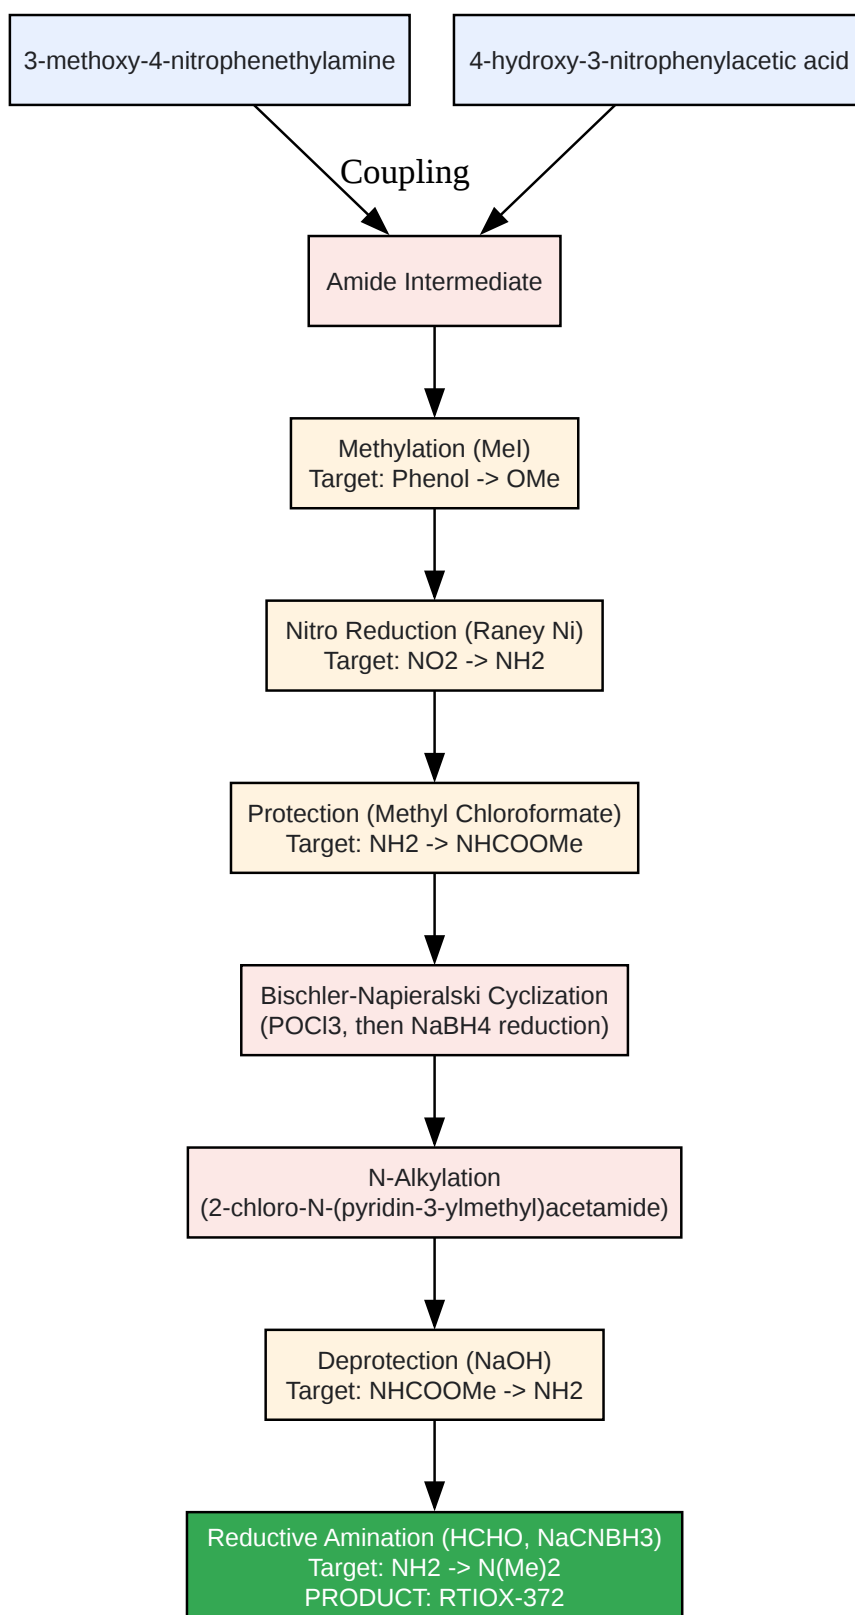 3-methoxy-4-nitrophenethylamine
4-hydroxy-3-nitrophenylacetic acid
Coupling
Amide Intermediate
Methylation (MeI)
Target: Phenol -> OMe
Nitro Reduction (Raney Ni)
Target: NO2 -> NH2
Protection (Methyl Chloroformate)
Target: NH2 -> NHCOOMe
Bischler-Napieralski Cyclization
(POCl3, then NaBH4 reduction)
N-Alkylation
(2-chloro-N-(pyridin-3-ylmethyl)acetamide)
Deprotection (NaOH)
Target: NHCOOMe -> NH2
Reductive Amination (HCHO, NaCNBH3)
Target: NH2 -> N(Me)2
PRODUCT: RTIOX-372